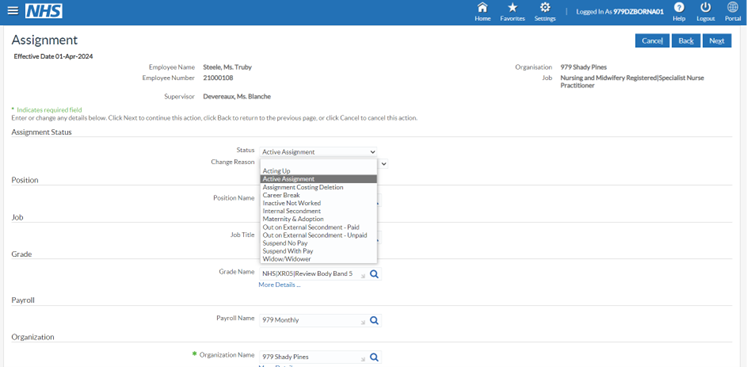 NHS
Logged In As 979DZBORNA01
Home
Favorites
Settings
Help
Logout
Portal
Assignment
Cancel
Back
Next
Effective Date 01-Apr-2024
Employee Name Steele, Ms. Truby
Organisation 979 Shady Pines
Employee Number 21000108
Job Nursing and Midwifery Registered|Specialist Nurse
Practitioner
Supervisor Devereaux, Ms. Blanche
* Indicates required field
Enter or change any details below. Click Next to continue this action, click Back to return to the previous page, or click Cancel to cancel this action.
Assignment Status
Status Active Assignment
Change Reason
Acting Up
Active Assignment
Assignment Costing Deletion
Career Break
Inactive Not Worked
Internal Secondment
Maternity & Adoption
Out on External Secondment - Paid
Out on External Secondment - Unpaid
Suspend No Pay
Suspend With Pay
Widow/Widower
Position
Position Name
Job
Job Title
Grade
Grade Name NHS|XR05|Review Body Band 5
More Details...
Payroll
Payroll Name 979 Monthly
Organization
* Organization Name 979 Shady Pines